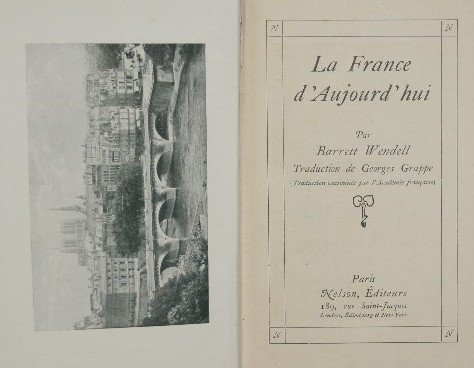 N N
La France
d'Aujourd'hui
Par
Barrett Wendell
Traduction de Georges Grappe
(Traduction couronnée par l'Académie française)
Paris
Nelson, Éditeurs
189, rue Saint-Jacques
Londres, Édimbourg et New-York
N N